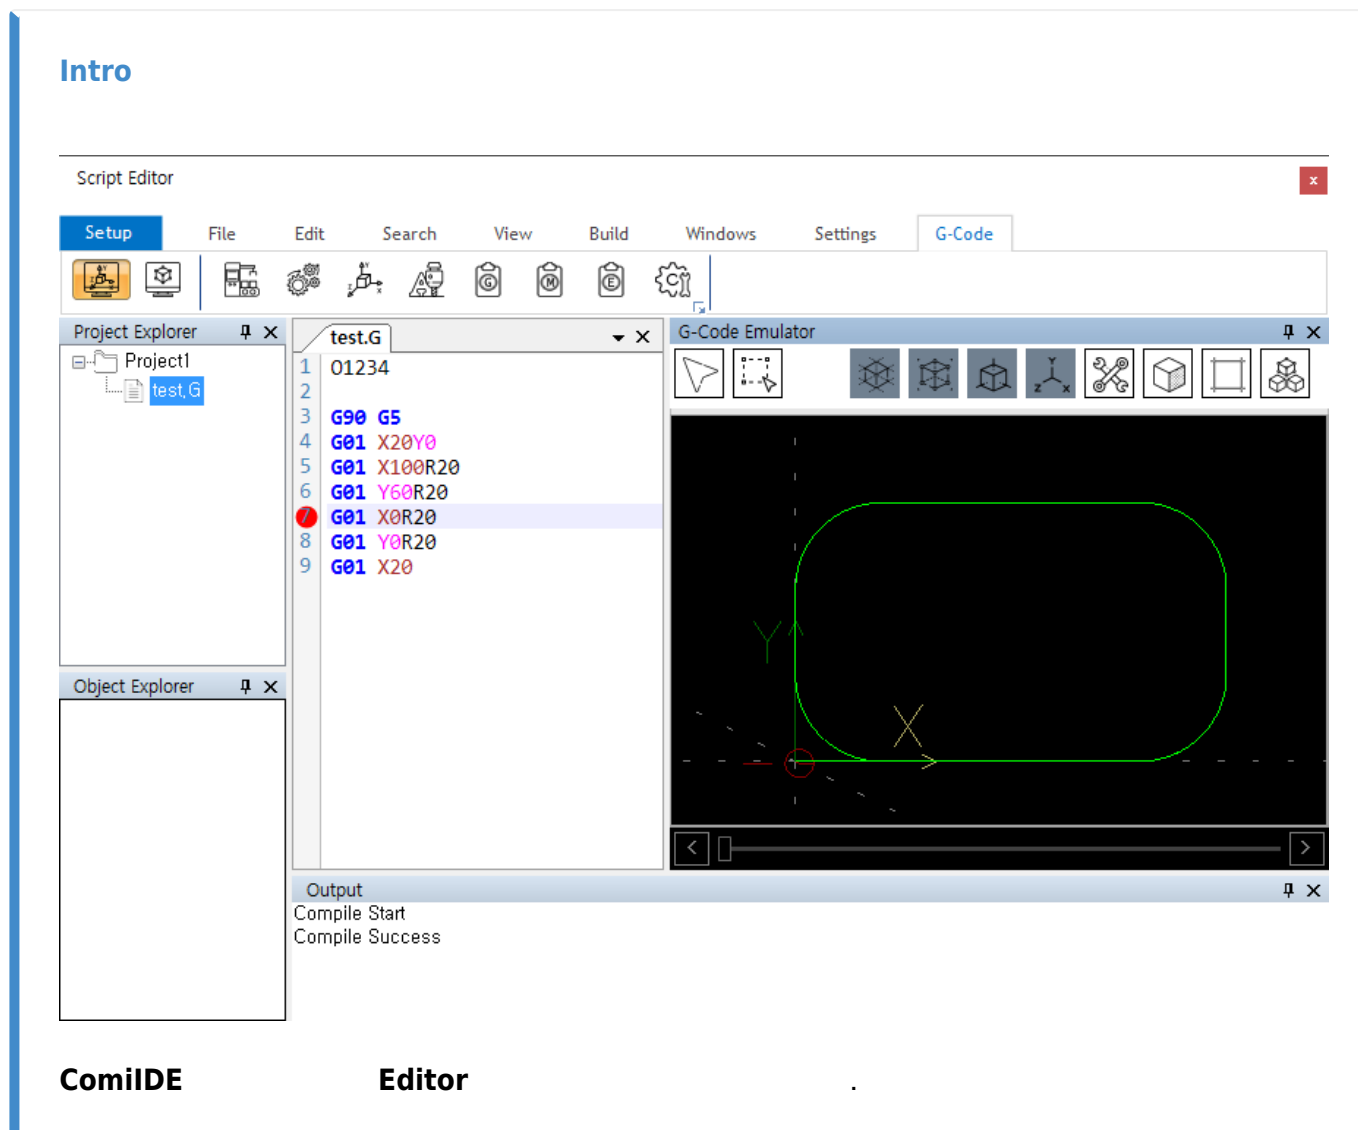 Intro
Script Editor
x
Setup File Edit Search View Build Windows Settings G-Code
G M E C
Project Explorer
Project1
test.G
Object Explorer
test.G
1 O1234
2
3 G90 G5
4 G01 X20Y0
5 G01 X100R20
6 G01 Y60R20
7 G01 X0R20
8 G01 Y0R20
9 G01 X20
G-Code Emulator
Y
X
Output
Compile Start
Compile Success
ComiIDE Editor .